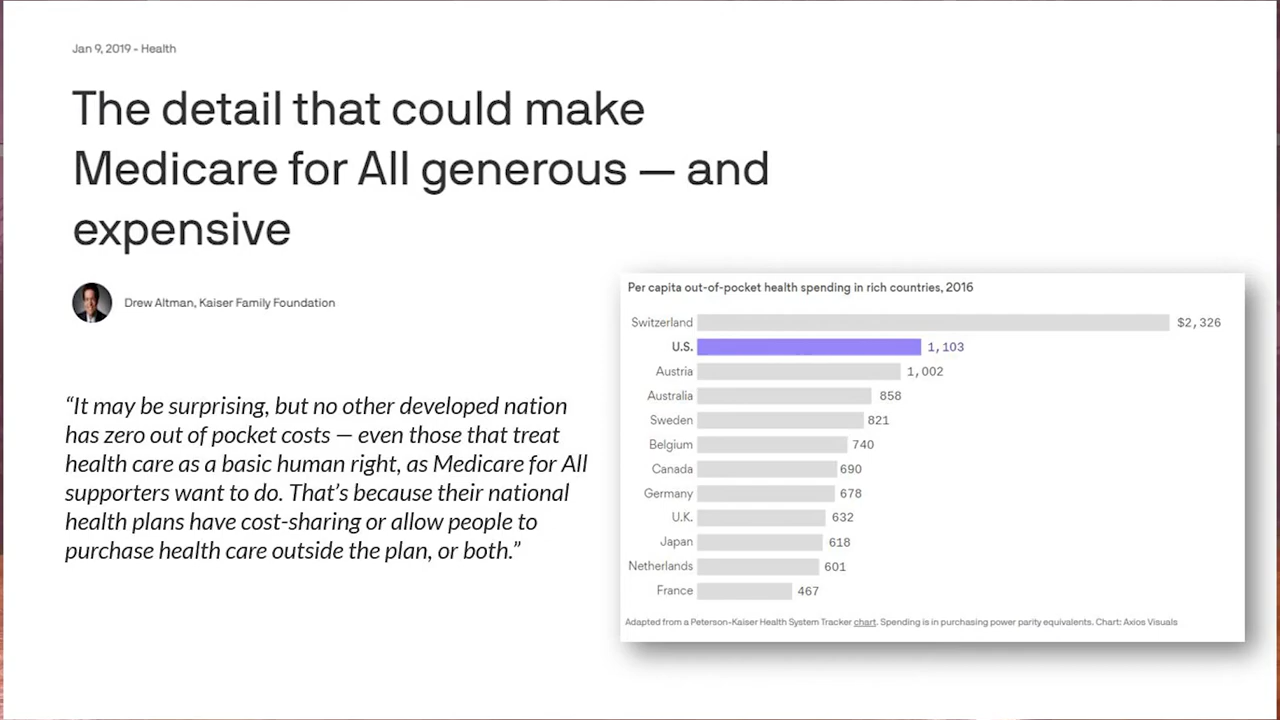 Jan 9, 2019 - Health
The detail that could make
Medicare for All generous — and
expensive
Drew Altman, Kaiser Family Foundation
“It may be surprising, but no other developed nation
has zero out of pocket costs — even those that treat
health care as a basic human right, as Medicare for All
supporters want to do. That’s because their national
health plans have cost-sharing or allow people to
purchase health care outside the plan, or both.”
Per capita out-of-pocket health spending in rich countries, 2016
Switzerland $2,326
U.S. 1,103
Austria 1,002
Australia 858
Sweden 821
Belgium 740
Canada 690
Germany 678
U.K. 632
Japan 618
Netherlands 601
France 467
Adapted from a Peterson-Kaiser Health System Tracker chart. Spending is in purchasing power parity equivalents. Chart: Axios Visuals